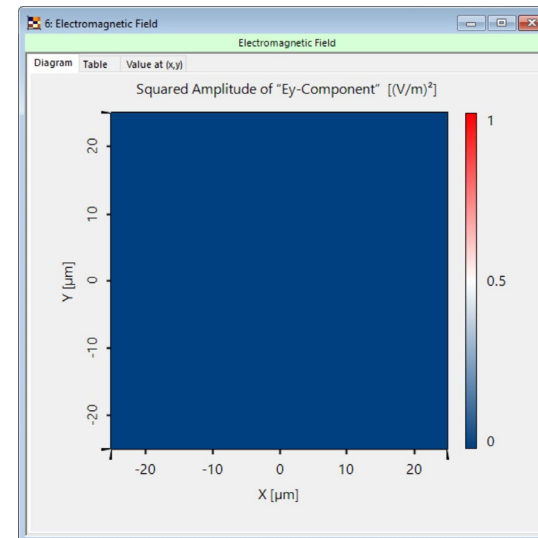 6: Electromagnetic Field
Electromagnetic Field
Diagram Table Value at (x,y)
Squared Amplitude of "Ey-Component" [(V/m)²]
1
20
10
0
0.5
Y [µm]
-10
-20
0
-20 -10 0 10 20
X [µm]